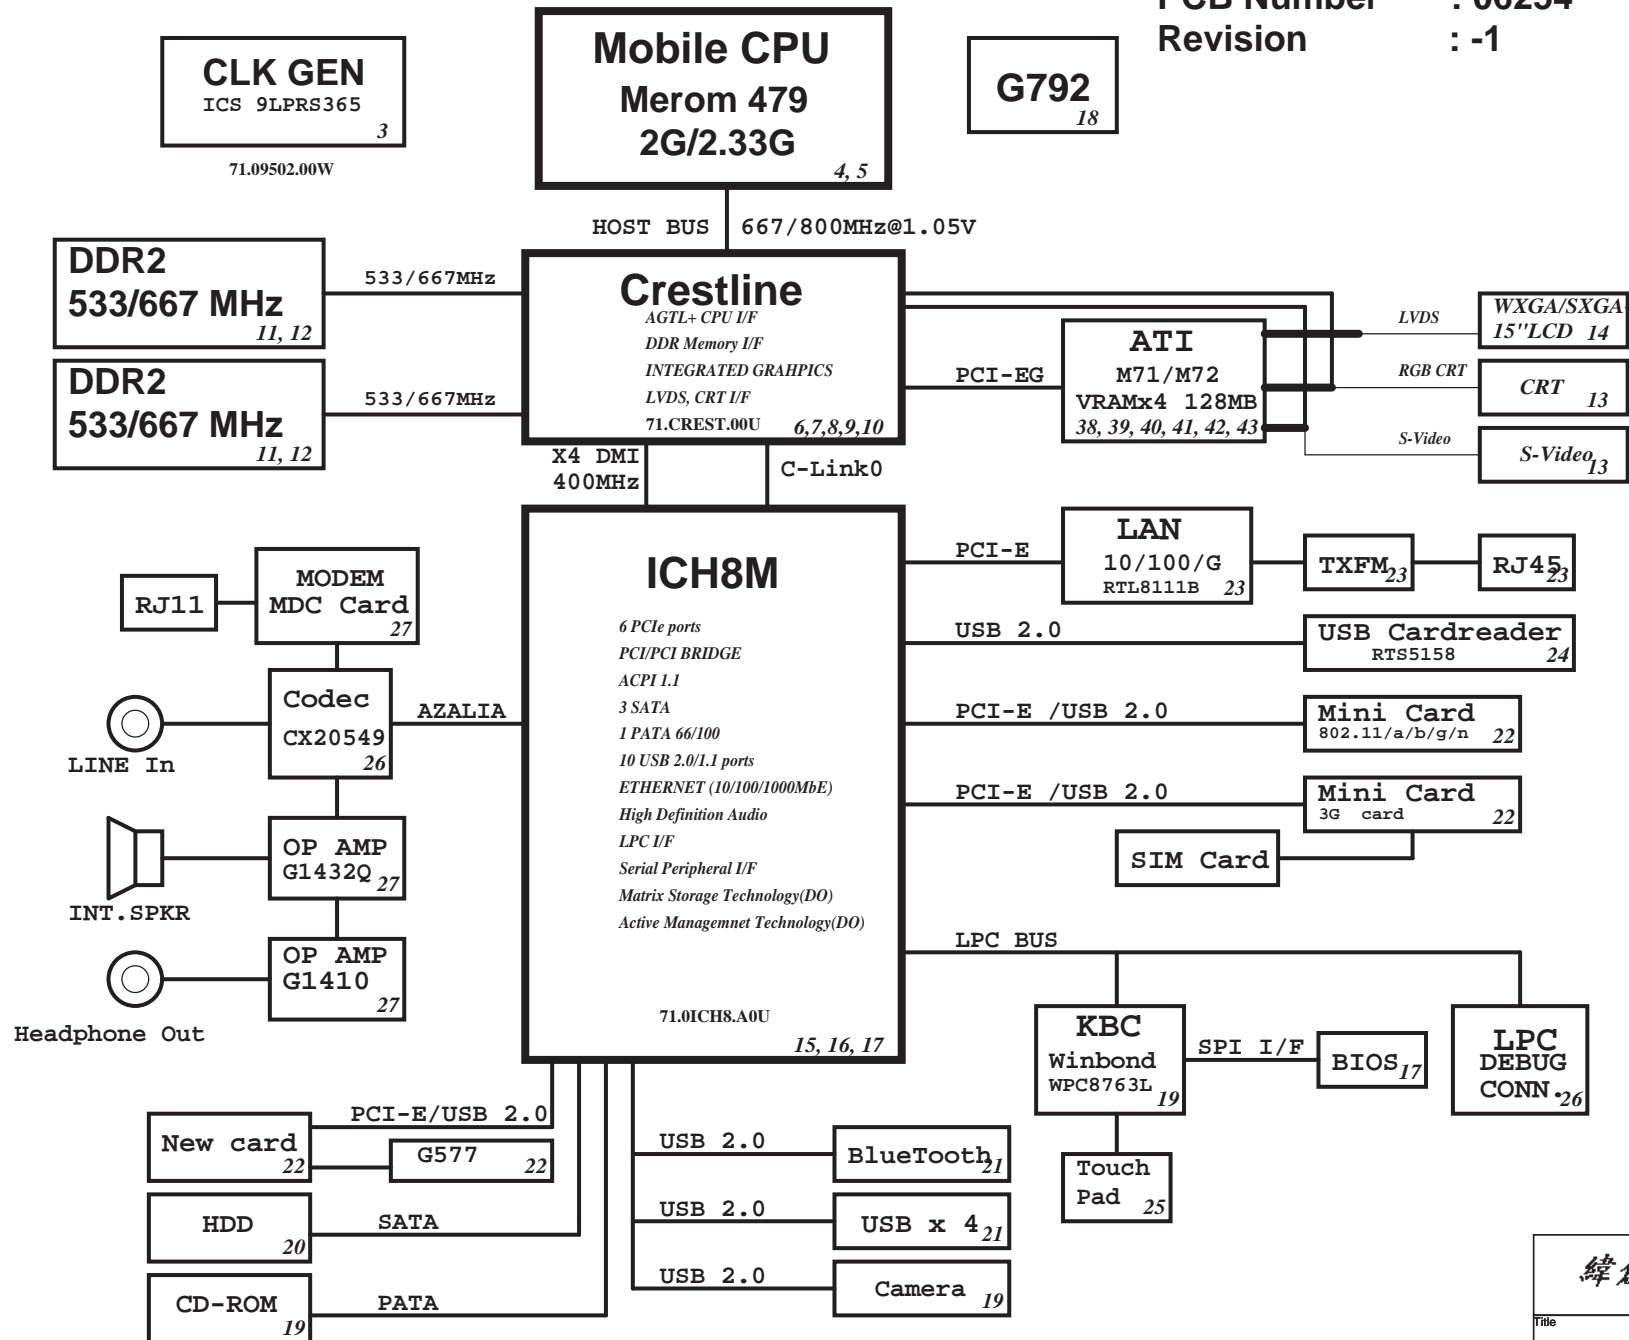 PCB Number : 06234
Revision : -1
CLK GEN
ICS 9LPRS365
3
71.09502.00W
Mobile CPU
Merom 479
2G/2.33G
4, 5
G792
18
HOST BUS 667/800MHz@1.05V
DDR2
533/667 MHz
11, 12
533/667MHz
DDR2
533/667 MHz
11, 12
533/667MHz
Crestline
AGTL+ CPU I/F
DDR Memory I/F
INTEGRATED GRAHPICS
LVDS, CRT I/F
71.CREST.00U
6,7,8,9,10
PCI-EG
ATI
M71/M72
VRAMx4 128MB
38, 39, 40, 41, 42, 43
LVDS
WXGA/SXGA
15"LCD 14
RGB CRT
CRT
13
S-Video
S-Video
13
X4 DMI
400MHz
C-Link0
ICH8M
6 PCIe ports
PCI/PCI BRIDGE
ACPI 1.1
3 SATA
1 PATA 66/100
10 USB 2.0/1.1 ports
ETHERNET (10/100/1000MbE)
High Definition Audio
LPC I/F
Serial Peripheral I/F
Matrix Storage Technology(DO)
Active Managemnet Technology(DO)
71.0ICH8.A0U
15, 16, 17
RJ11
MODEM
MDC Card
27
LINE In
Codec
CX20549
26
AZALIA
INT.SPKR
OP AMP
G1432Q
27
Headphone Out
OP AMP
G1410
27
PCI-E
LAN
10/100/G
RTL8111B 23
TXFM
23
RJ45
23
USB 2.0
USB Cardreader
RTS5158
24
PCI-E /USB 2.0
Mini Card
802.11/a/b/g/n
22
PCI-E /USB 2.0
Mini Card
3G card
22
SIM Card
LPC BUS
KBC
Winbond
WPC8763L
19
SPI I/F
BIOS
17
LPC
DEBUG
CONN.
26
Touch
Pad
25
PCI-E/USB 2.0
New card
22
G577
22
HDD
20
SATA
CD-ROM
19
PATA
USB 2.0
BlueTooth
21
USB 2.0
USB x 4
21
USB 2.0
Camera
19
緯
Title